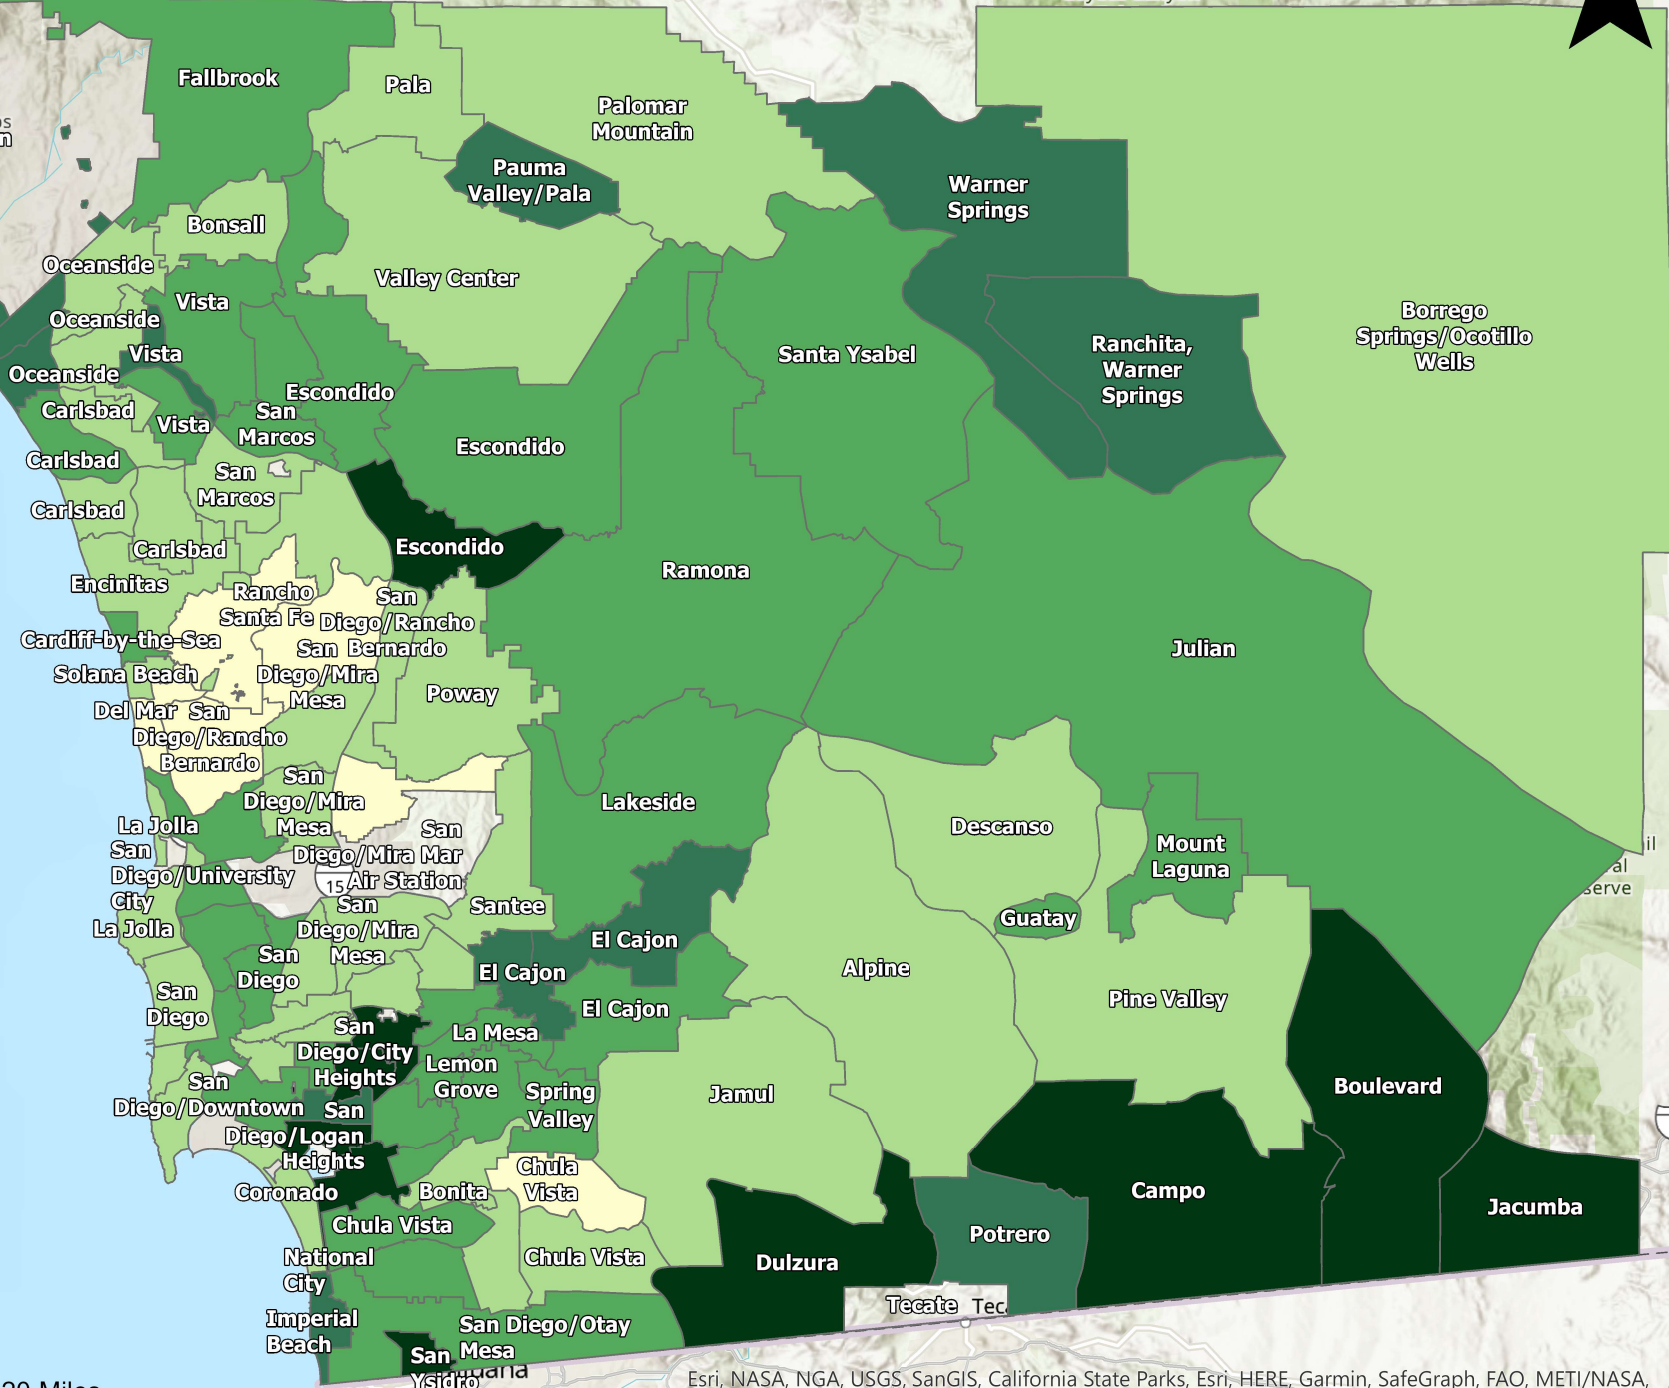 Fallbrook
Pala
Palomar
Mountain
Pauma
Valley/Pala
Warner
Springs
Bonsall
Oceanside
Valley Center
Vista
Oceanside
Borrego
Springs/Ocotillo
Wells
Ranchita,
Warner
Springs
Vista
Santa Ysabel
Oceanside
Escondido
Carlsbad
San
Marcos
Vista
Escondido
Carlsbad
San
Marcos
Carlsbad
Carlsbad
Escondido
Ramona
Encinitas
Rancho
Santa Fe
San
Diego/Rancho
Bernardo
Cardiff-by-the-Sea
San
Diego/Mira
Mesa
Julian
Solana Beach
Poway
Del Mar
San
Diego/Rancho
Bernardo
San
Diego/Mira
Mesa
Lakeside
La Jolla
Descanso
San
Diego/Mira Mar
Air Station
15
Mount
Laguna
San
Diego/University
City
San
Diego/Mira
Mesa
Santee
Guatay
La Jolla
El Cajon
San
Diego
El Cajon
Alpine
San
Diego
El Cajon
Pine Valley
San
Diego/City
Heights
La Mesa
Lemon
Grove
San
Diego/Downtown
Spring
Valley
Jamul
Boulevard
San
Diego/Logan
Heights
Chula
Vista
Coronado
Bonita
Campo
Jacumba
Chula Vista
Potrero
National
City
Chula Vista
Dulzura
Tecate
Teca
Imperial
Beach
San Diego/Otay
Mesa
San
Ysidro
20 Miles
Esri, NASA, NGA, USGS, SanGIS, California State Parks, Esri, HERE, Garmin, SafeGraph, FAO, METI/NASA,